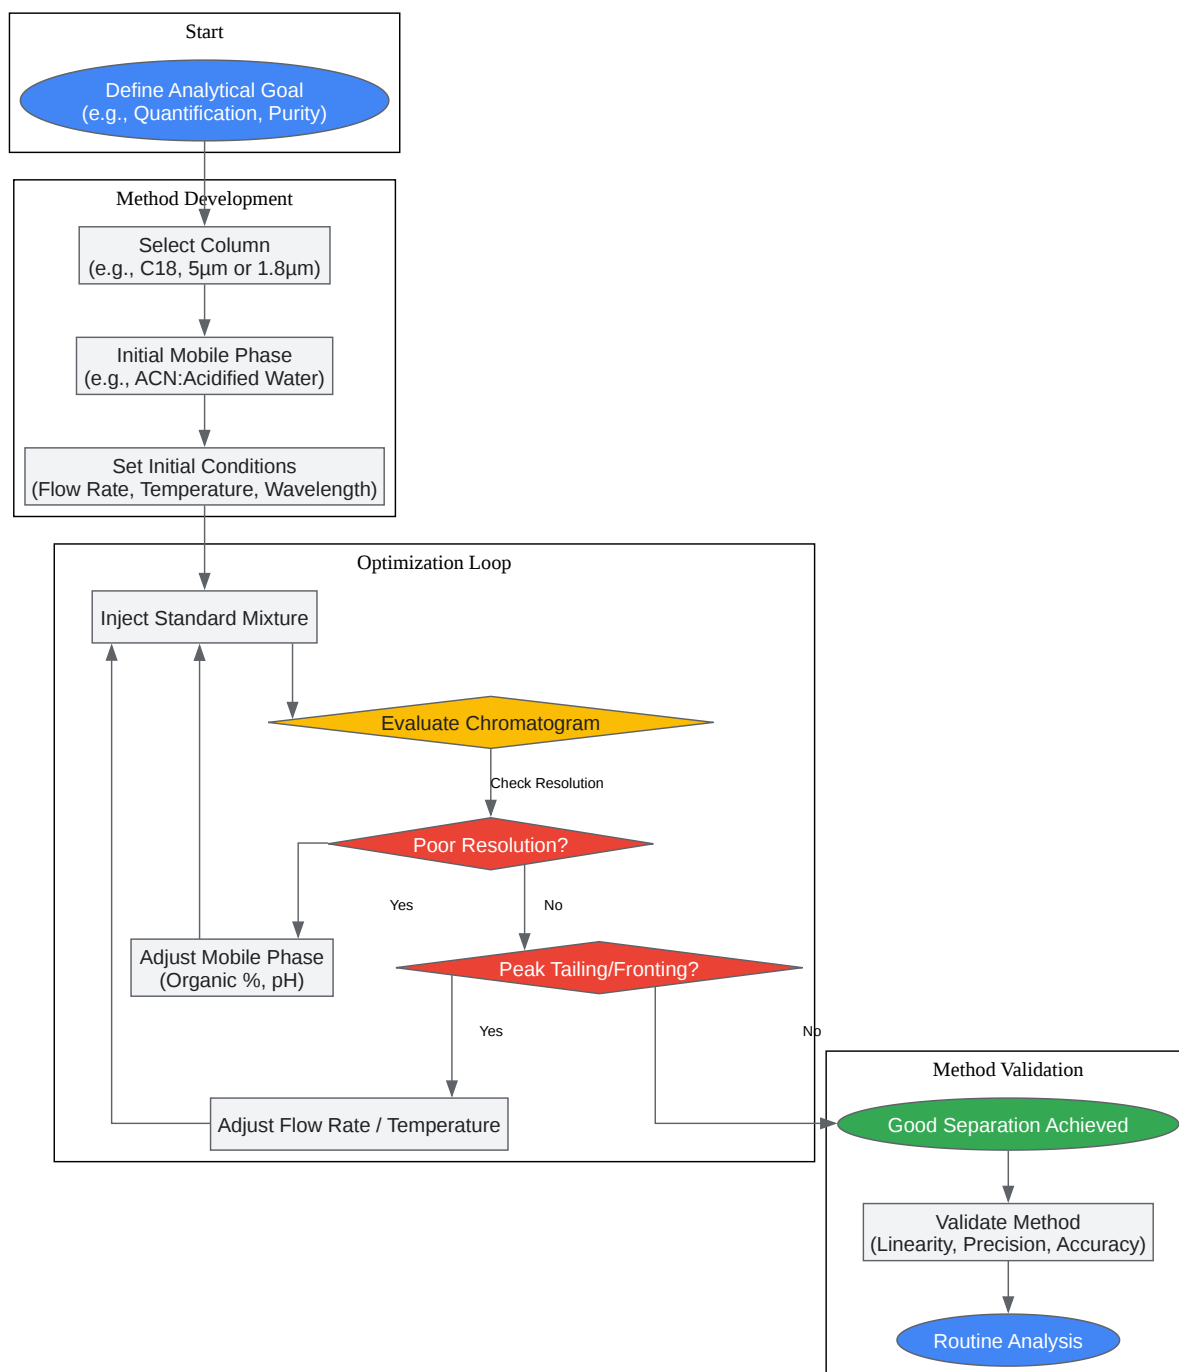 Start
Define Analytical Goal
(e.g., Quantification, Purity)
Method Development
Select Column
(e.g., C18, 5µm or 1.8µm)
Initial Mobile Phase
(e.g., ACN:Acidified Water)
Set Initial Conditions
(Flow Rate, Temperature, Wavelength)
Optimization Loop
Inject Standard Mixture
Evaluate Chromatogram
Check Resolution
Poor Resolution?
Yes
No
Adjust Mobile Phase
(Organic %, pH)
Peak Tailing/Fronting?
Yes
No
Adjust Flow Rate / Temperature
Method Validation
Good Separation Achieved
Validate Method
(Linearity, Precision, Accuracy)
Routine Analysis